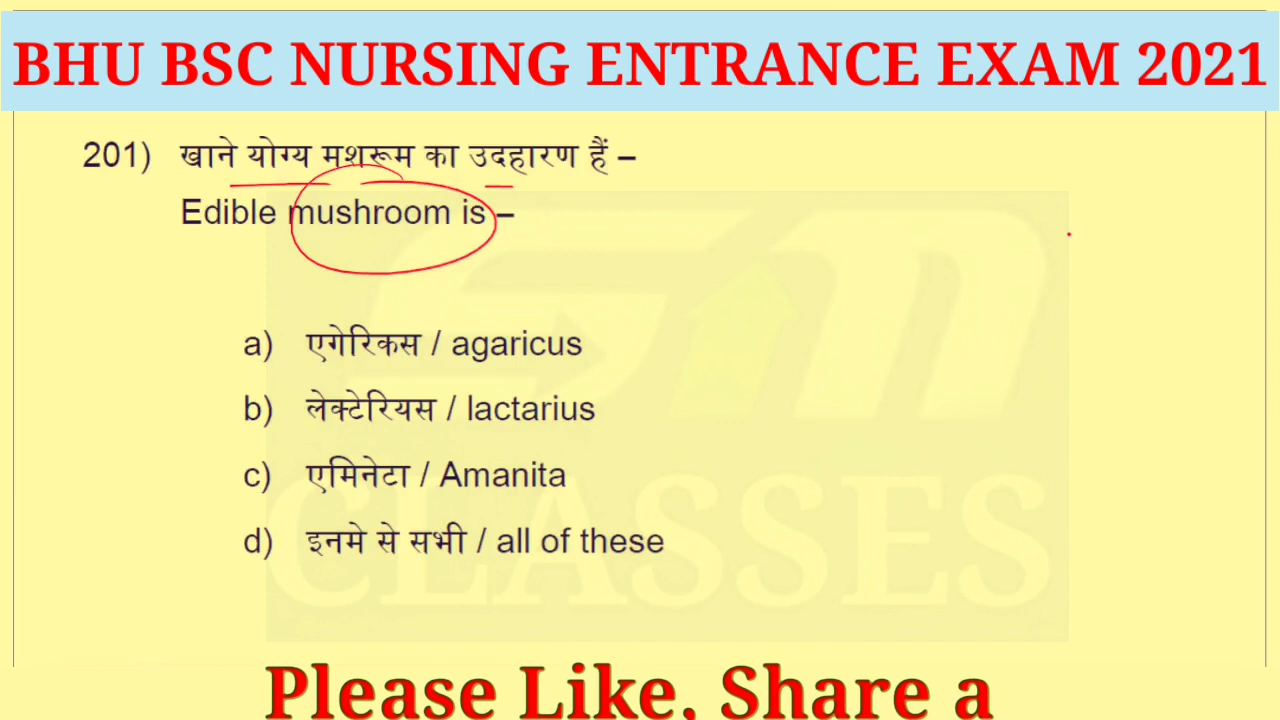 BHU BSC NURSING ENTRANCE EXAM 2021
201) खाने योग्य मशरूम का उदहारण हैं –
Edible mushroom is –
a) एगेरिकस / agaricus
b) लेक्टेरियस / lactarius
c) एमिनेटा / Amanita
d) इनमे से सभी / all of these
CLASSES
Please Like, Share a